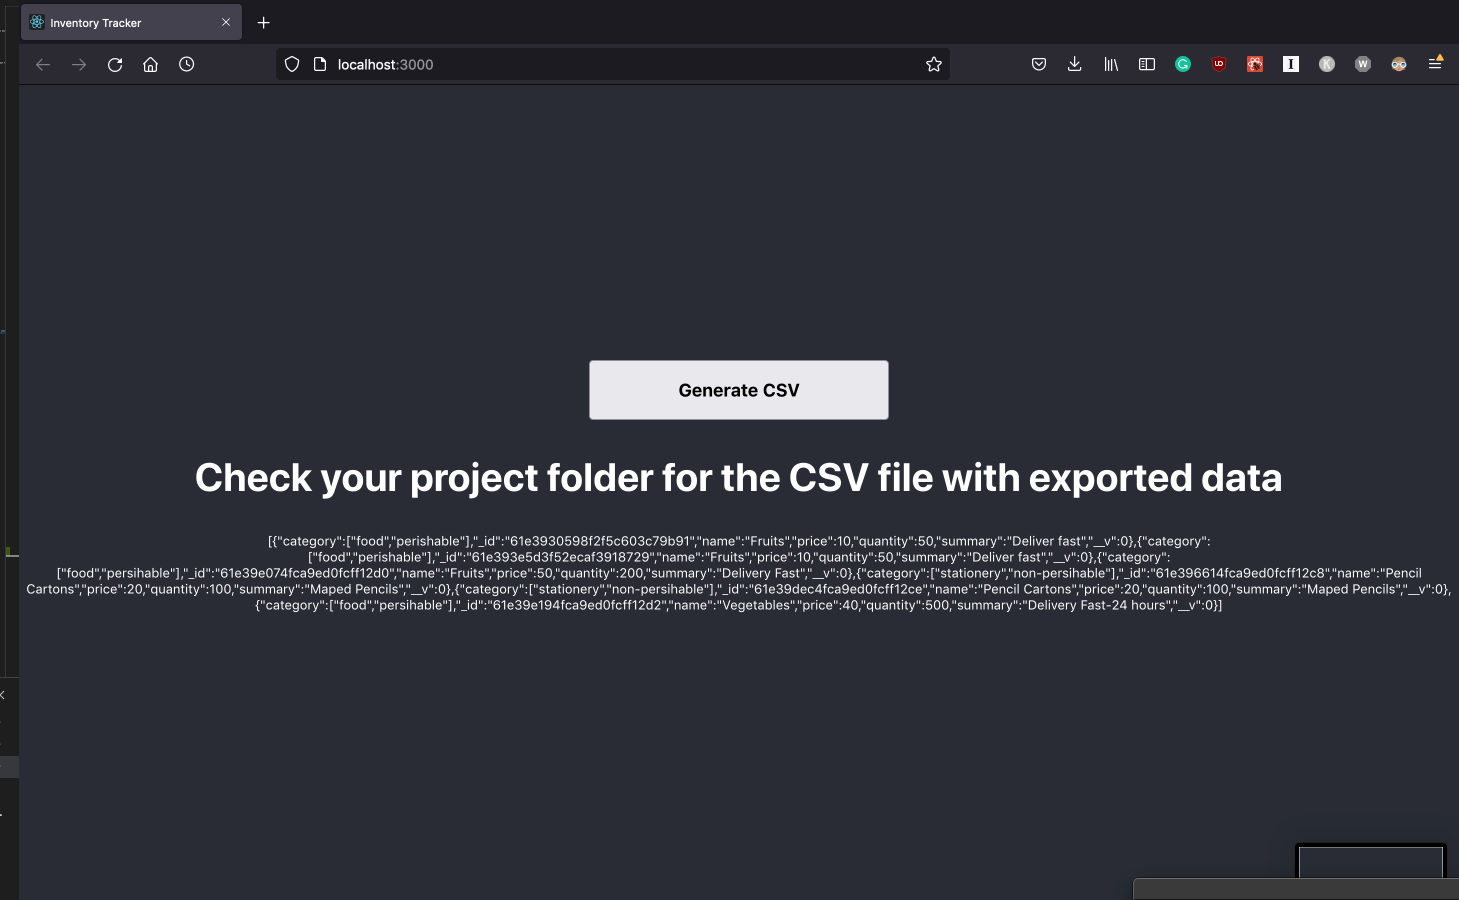 Inventory Tracker
localhost:3000
Generate CSV
Check your project folder for the CSV file with exported data
[{"category":["food","perishable"],"_id":"61e3930598f2f5c603c79b91","name":"Fruits","price":10,"quantity":50,"summary":"Deliver fast","__v":0},{"category":
["food","perishable"],"_id":"61e393e5d3f52ecaf3918729","name":"Fruits","price":10,"quantity":50,"summary":"Deliver fast","__v":0},{"category":
["food","persihable"],"_id":"61e39e074fca9ed0fcff12d0","name":"Fruits","price":50,"quantity":200,"summary":"Delivery Fast","__v":0},{"category":["stationery","non-persihable"],"_id":"61e396614fca9ed0fcff12c8","name":"Pencil
Cartons","price":20,"quantity":100,"summary":"Maped Pencils","__v":0},{"category":["stationery","non-persihable"],"_id":"61e39dec4fca9ed0fcff12ce","name":"Pencil Cartons","price":20,"quantity":100,"summary":"Maped Pencils","__v":0},
{"category":["food","persihable"],"_id":"61e39e194fca9ed0fcff12d2","name":"Vegetables","price":40,"quantity":500,"summary":"Delivery Fast-24 hours","__v":0}]